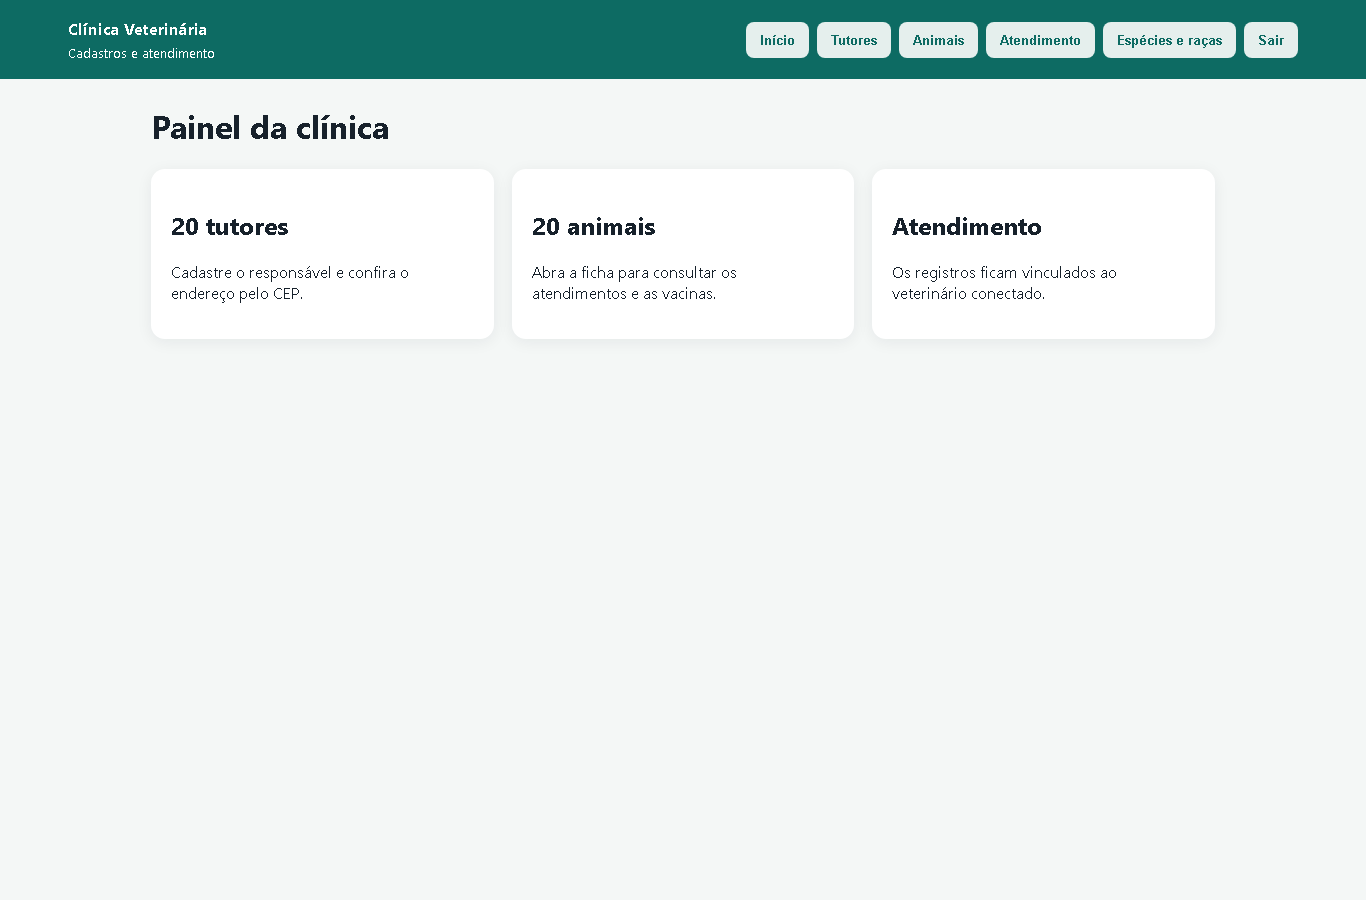 Clínica Veterinária
Cadastros e atendimento
Início
Tutores
Animais
Atendimento
Espécies e raças
Sair
Painel da clínica
20 tutores
Cadastre o responsável e confira o
endereço pelo CEP.
20 animais
Abra a ficha para consultar os
atendimentos e as vacinas.
Atendimento
Os registros ficam vinculados ao
veterinário conectado.